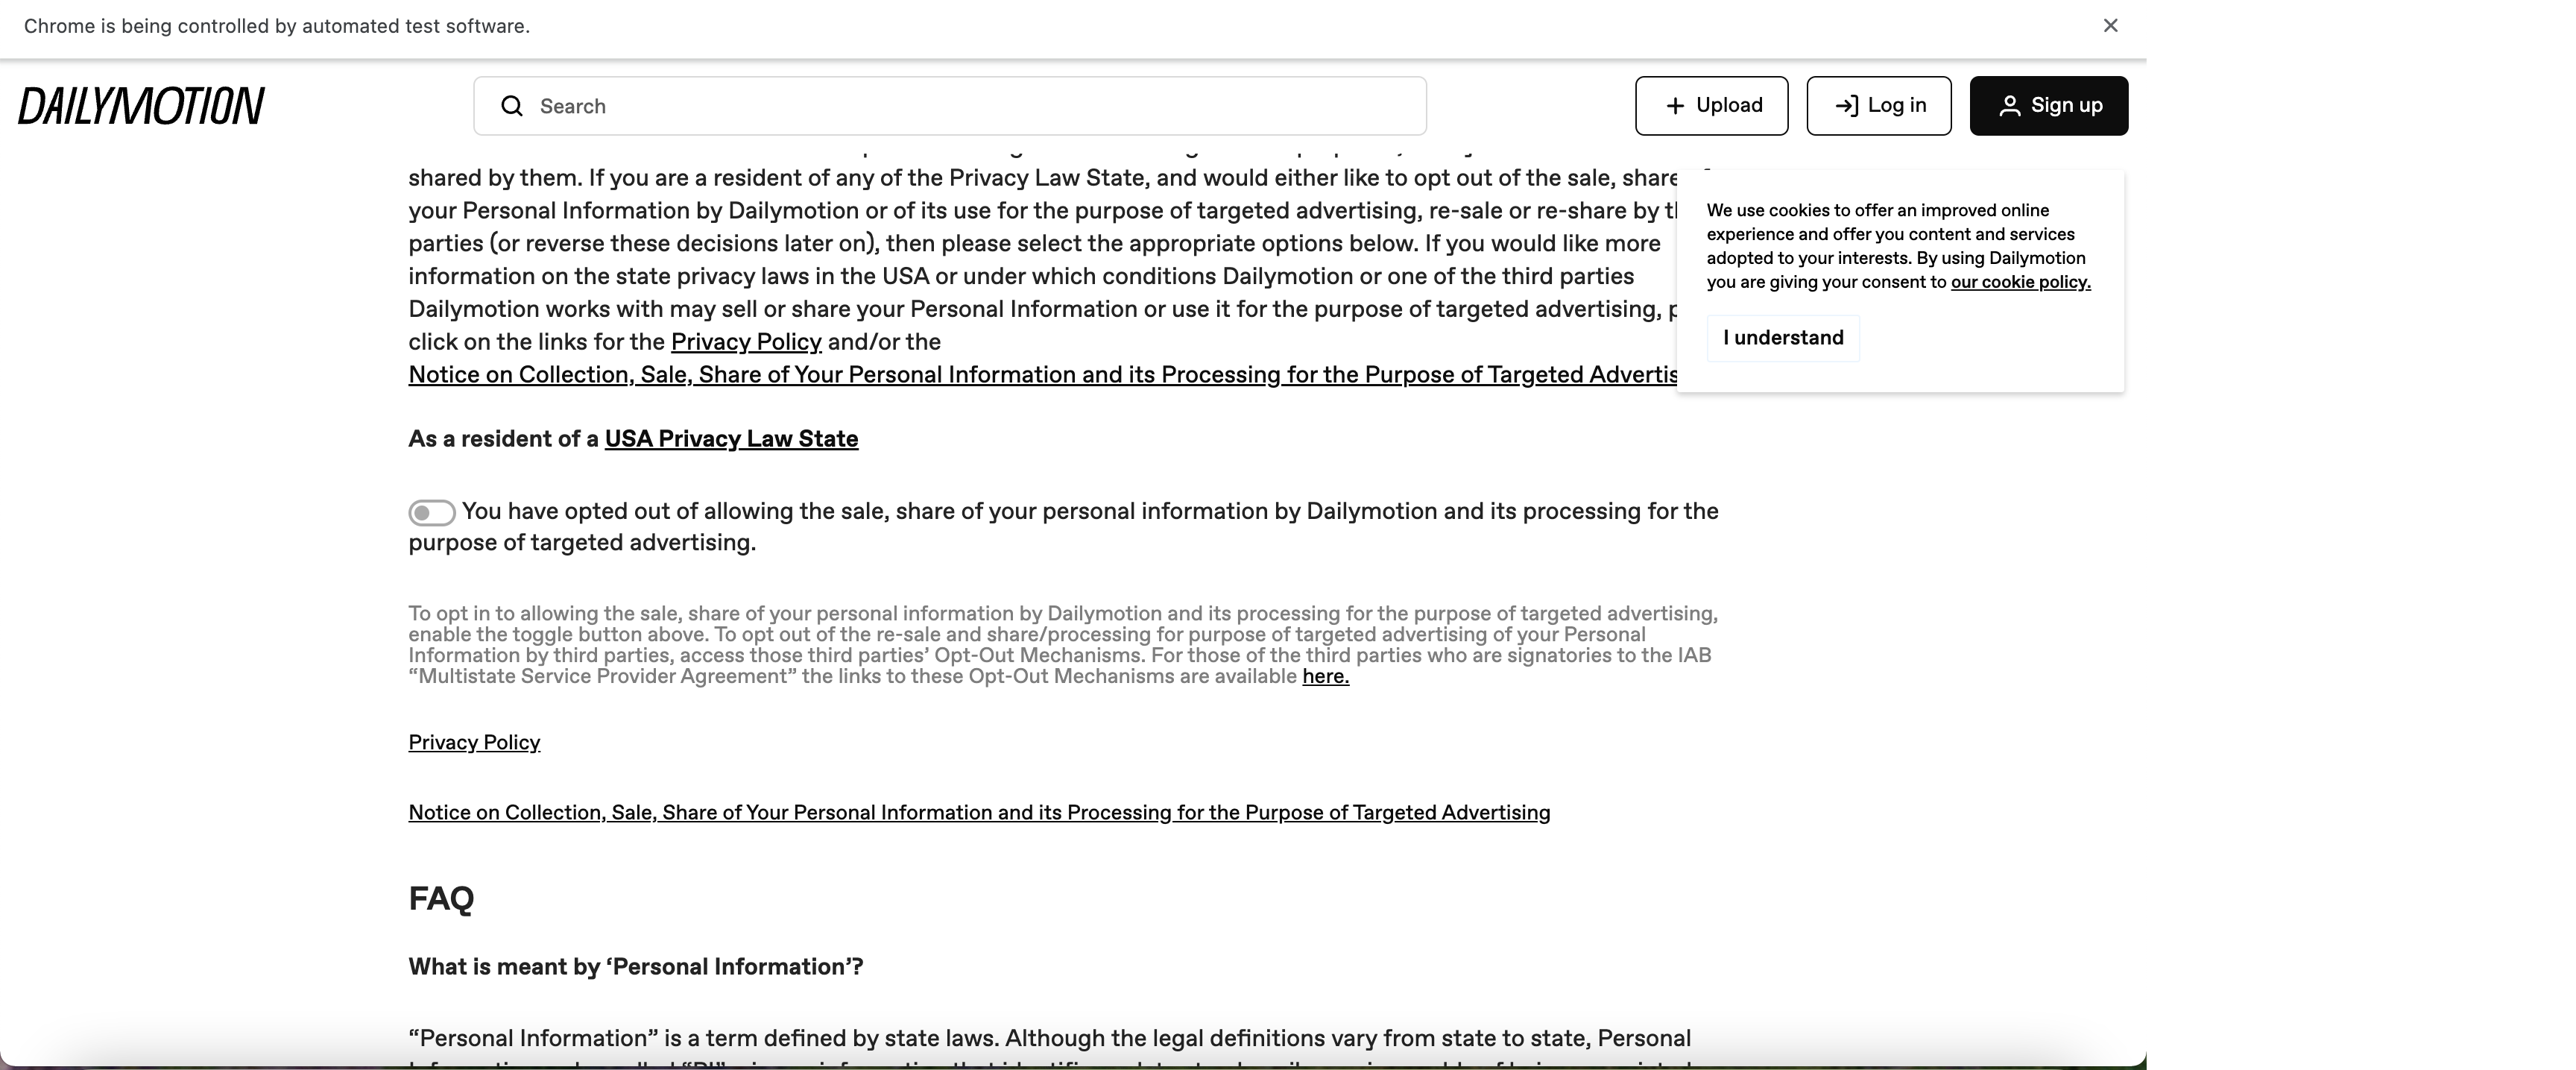 Chrome is being controlled by automated test software.
DAILYMOTION
Search
Upload
Log in
Sign up
shared by them. If you are a resident of any of the Privacy Law State, and would either like to opt out of the sale, share
your Personal Information by Dailymotion or of its use for the purpose of targeted advertising, re-sale or re-share by
parties (or reverse these decisions later on), then please select the appropriate options below. If you would like more
information on the state privacy laws in the USA or under which conditions Dailymotion or one of the third parties
Dailymotion works with may sell or share your Personal Information or use it for the purpose of targeted advertising,
click on the links for the Privacy Policy and/or the
Notice on Collection, Sale, Share of Your Personal Information and its Processing for the Purpose of Targeted Advertis
We use cookies to offer an improved online
experience and offer you content and services
adopted to your interests. By using Dailymotion
you are giving your consent to our cookie policy.
I understand
As a resident of a USA Privacy Law State
You have opted out of allowing the sale, share of your personal information by Dailymotion and its processing for the
purpose of targeted advertising.
To opt in to allowing the sale, share of your personal information by Dailymotion and its processing for the purpose of targeted advertising,
enable the toggle button above. To opt out of the re-sale and share/processing for purpose of targeted advertising of your Personal
Information by third parties, access those third parties’ Opt-Out Mechanisms. For those of the third parties who are signatories to the IAB
“Multistate Service Provider Agreement” the links to these Opt-Out Mechanisms are available here.
Privacy Policy
Notice on Collection, Sale, Share of Your Personal Information and its Processing for the Purpose of Targeted Advertising
FAQ
What is meant by ‘Personal Information’?
“Personal Information” is a term defined by state laws. Although the legal definitions vary from state to state, Personal